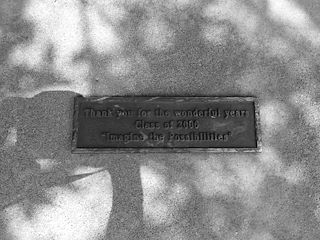 Thank you for the wonderful years
Class of 2006
"Imagine the Possibilities"